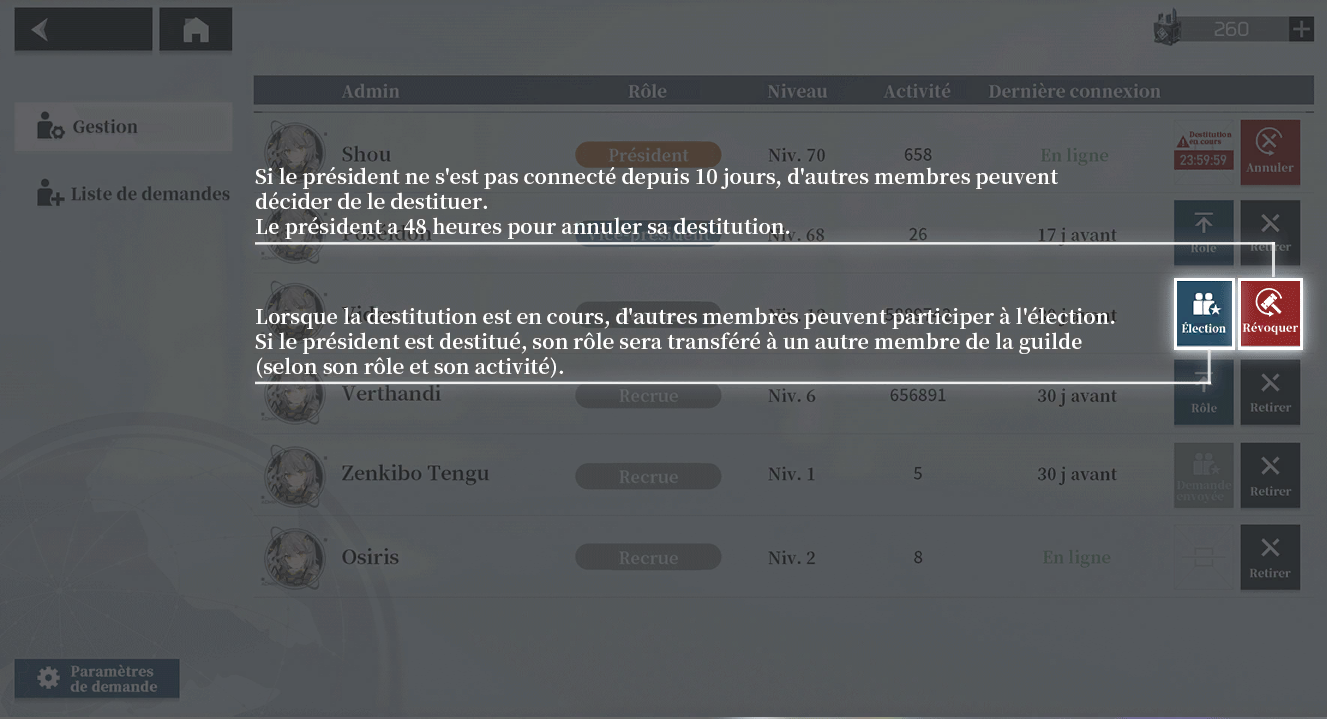 260
Admin Rôle Niveau Activité Dernière connexion
Gestion
Liste de demandes
Shou Président Niv. 70 658 En ligne
Destitution
en cours
23:59:59
Annuler
Si le président ne s'est pas connecté depuis 10 jours, d'autres membres peuvent
décider de le destituer.
Le président a 48 heures pour annuler sa destitution.
Poséidon Vice-président Niv. 68 26 17 j avant
Rôle Retirer
Lorsque la destitution est en cours, d'autres membres peuvent participer à l'élection.
Si le président est destitué, son rôle sera transféré à un autre membre de la guilde
(selon son rôle et son activité).
Élection Révoquer
Verthandi Recrue Niv. 6 656891 30 j avant
Rôle Retirer
Zenkibo Tengu Recrue Niv. 1 5 30 j avant
Demande
envoyée
Retirer
Osiris Recrue Niv. 2 8 En ligne
Retirer
Paramètres
de demande